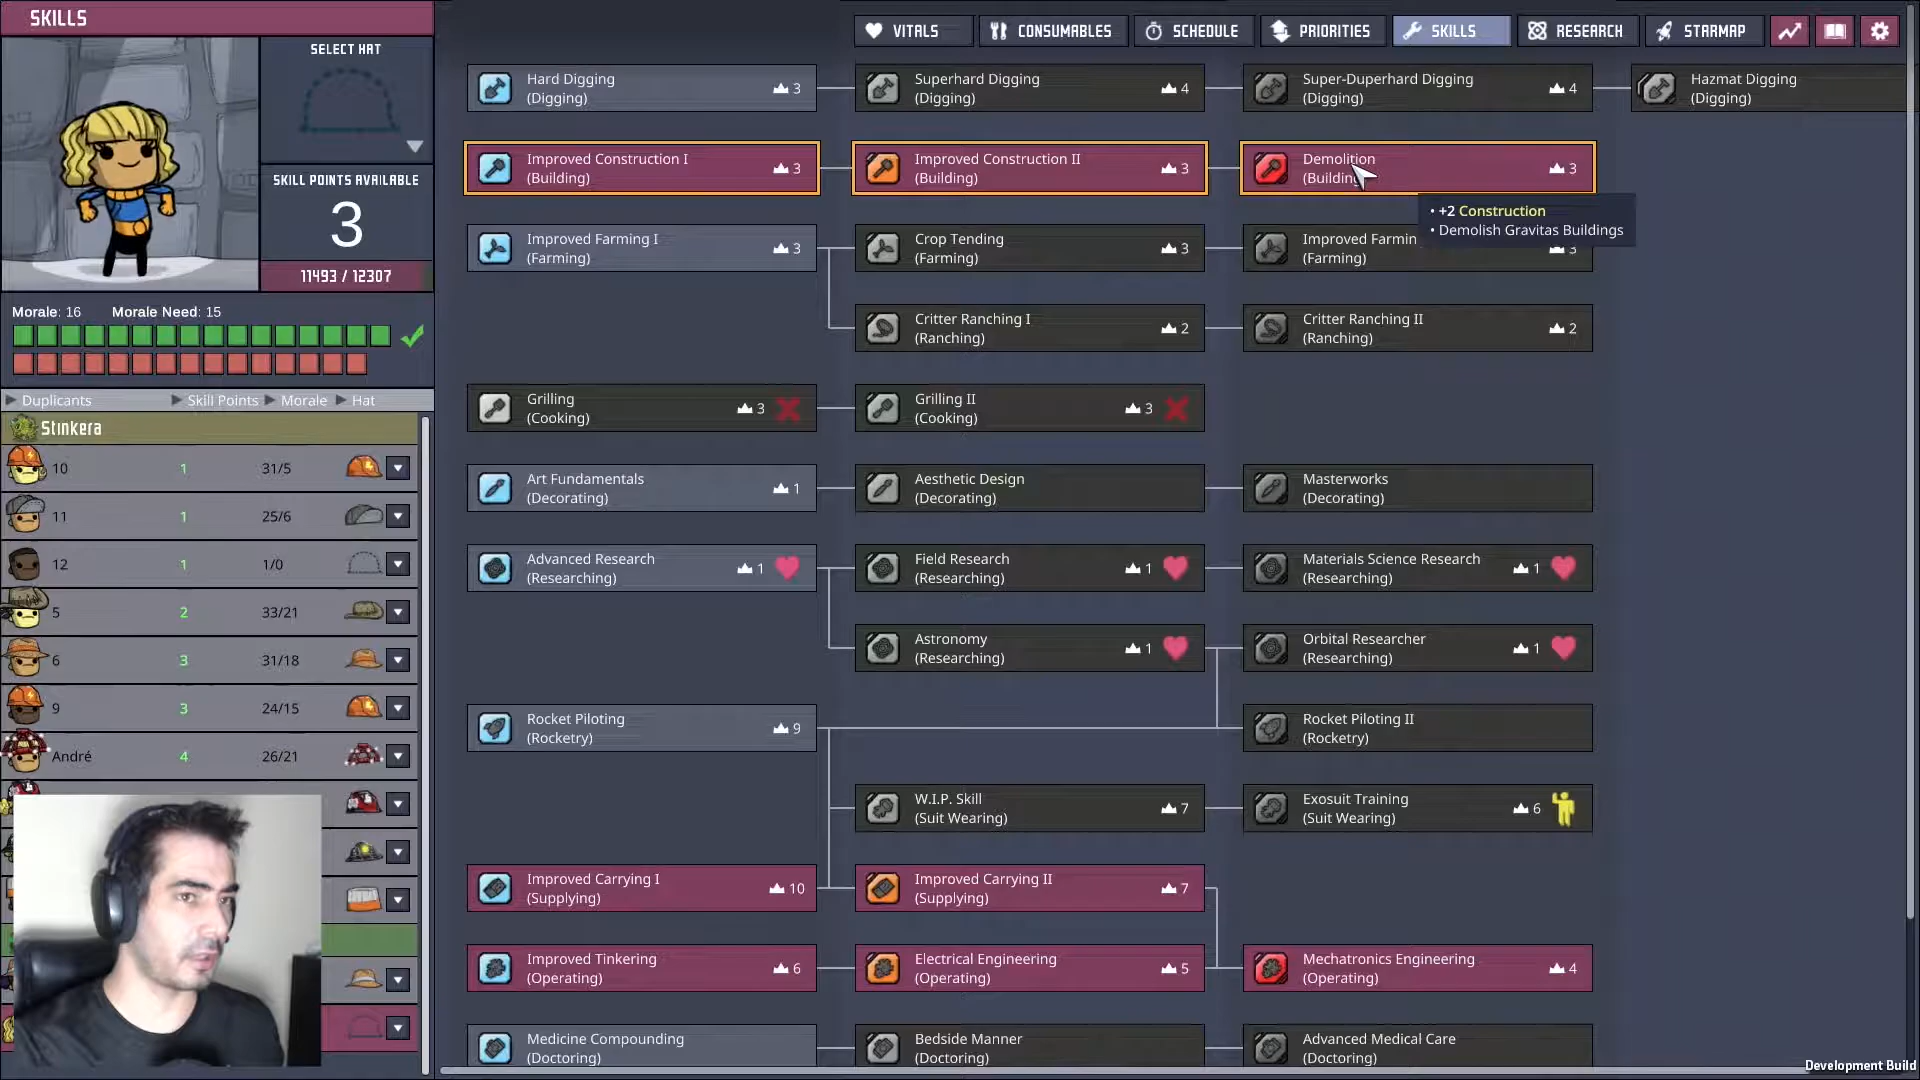 SKILLS
VITALS
CONSUMABLES
SCHEDULE
PRIORITIES
SKILLS
RESEARCH
STARMAP
SELECT HAT
SKILL POINTS AVAILABLE
3
11493 / 12307
Morale: 16 Morale Need: 15
Duplicants Skill Points Morale Hat
Stinkera
10 1 31/5
11 1 25/6
12 1 1/0
5 2 33/21
6 3 31/18
9 3 24/15
André 4 26/21
Hard Digging
(Digging)
3
Superhard Digging
(Digging)
4
Super-Duperhard Digging
(Digging)
4
Hazmat Digging
(Digging)
Improved Construction I
(Building)
3
Improved Construction II
(Building)
3
Demolition
(Building
3
• +2 Construction
• Demolish Gravitas Buildings
Improved Farming I
(Farming)
3
Crop Tending
(Farming)
3
Improved Farmin
(Farming)
3
Critter Ranching I
(Ranching)
2
Critter Ranching II
(Ranching)
2
Grilling
(Cooking)
3
Grilling II
(Cooking)
3
Art Fundamentals
(Decorating)
1
Aesthetic Design
(Decorating)
Masterworks
(Decorating)
Advanced Research
(Researching)
1
Field Research
(Researching)
1
Materials Science Research
(Researching)
1
Astronomy
(Researching)
1
Orbital Researcher
(Researching)
1
Rocket Piloting
(Rocketry)
9
Rocket Piloting II
(Rocketry)
W.I.P. Skill
(Suit Wearing)
7
Exosuit Training
(Suit Wearing)
6
Improved Carrying I
(Supplying)
10
Improved Carrying II
(Supplying)
7
Improved Tinkering
(Operating)
6
Electrical Engineering
(Operating)
5
Mechatronics Engineering
(Operating)
4
Medicine Compounding
(Doctoring)
Bedside Manner
(Doctoring)
Advanced Medical Care
(Doctoring)
Development Build